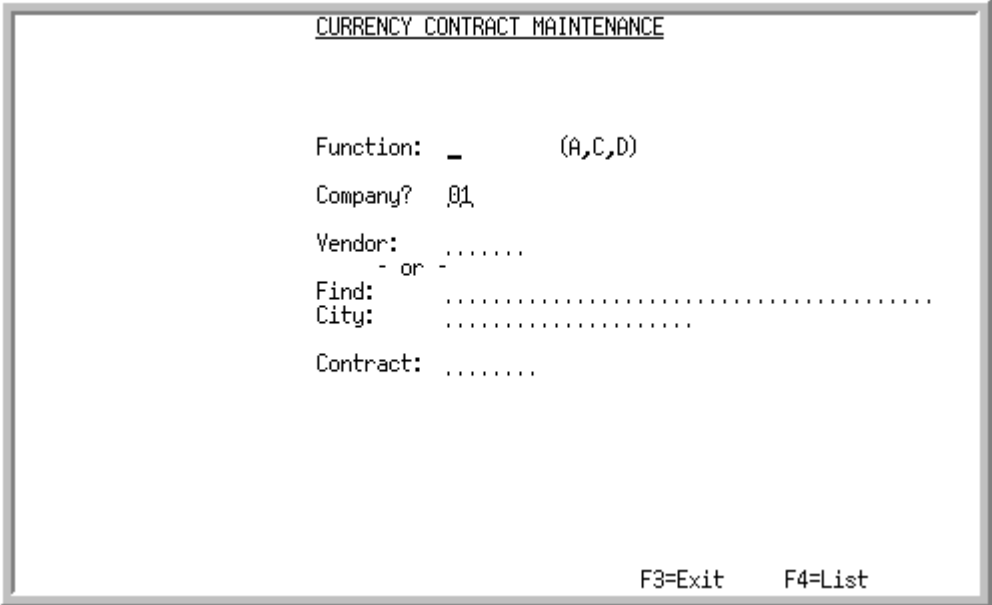 CURRENCY CONTRACT MAINTENANCE
Function: _ (A,C,D)
Company? 01
Vendor: .......
- or -
Find: .........................................
City: .....................
Contract: ........
F3=Exit F4=List